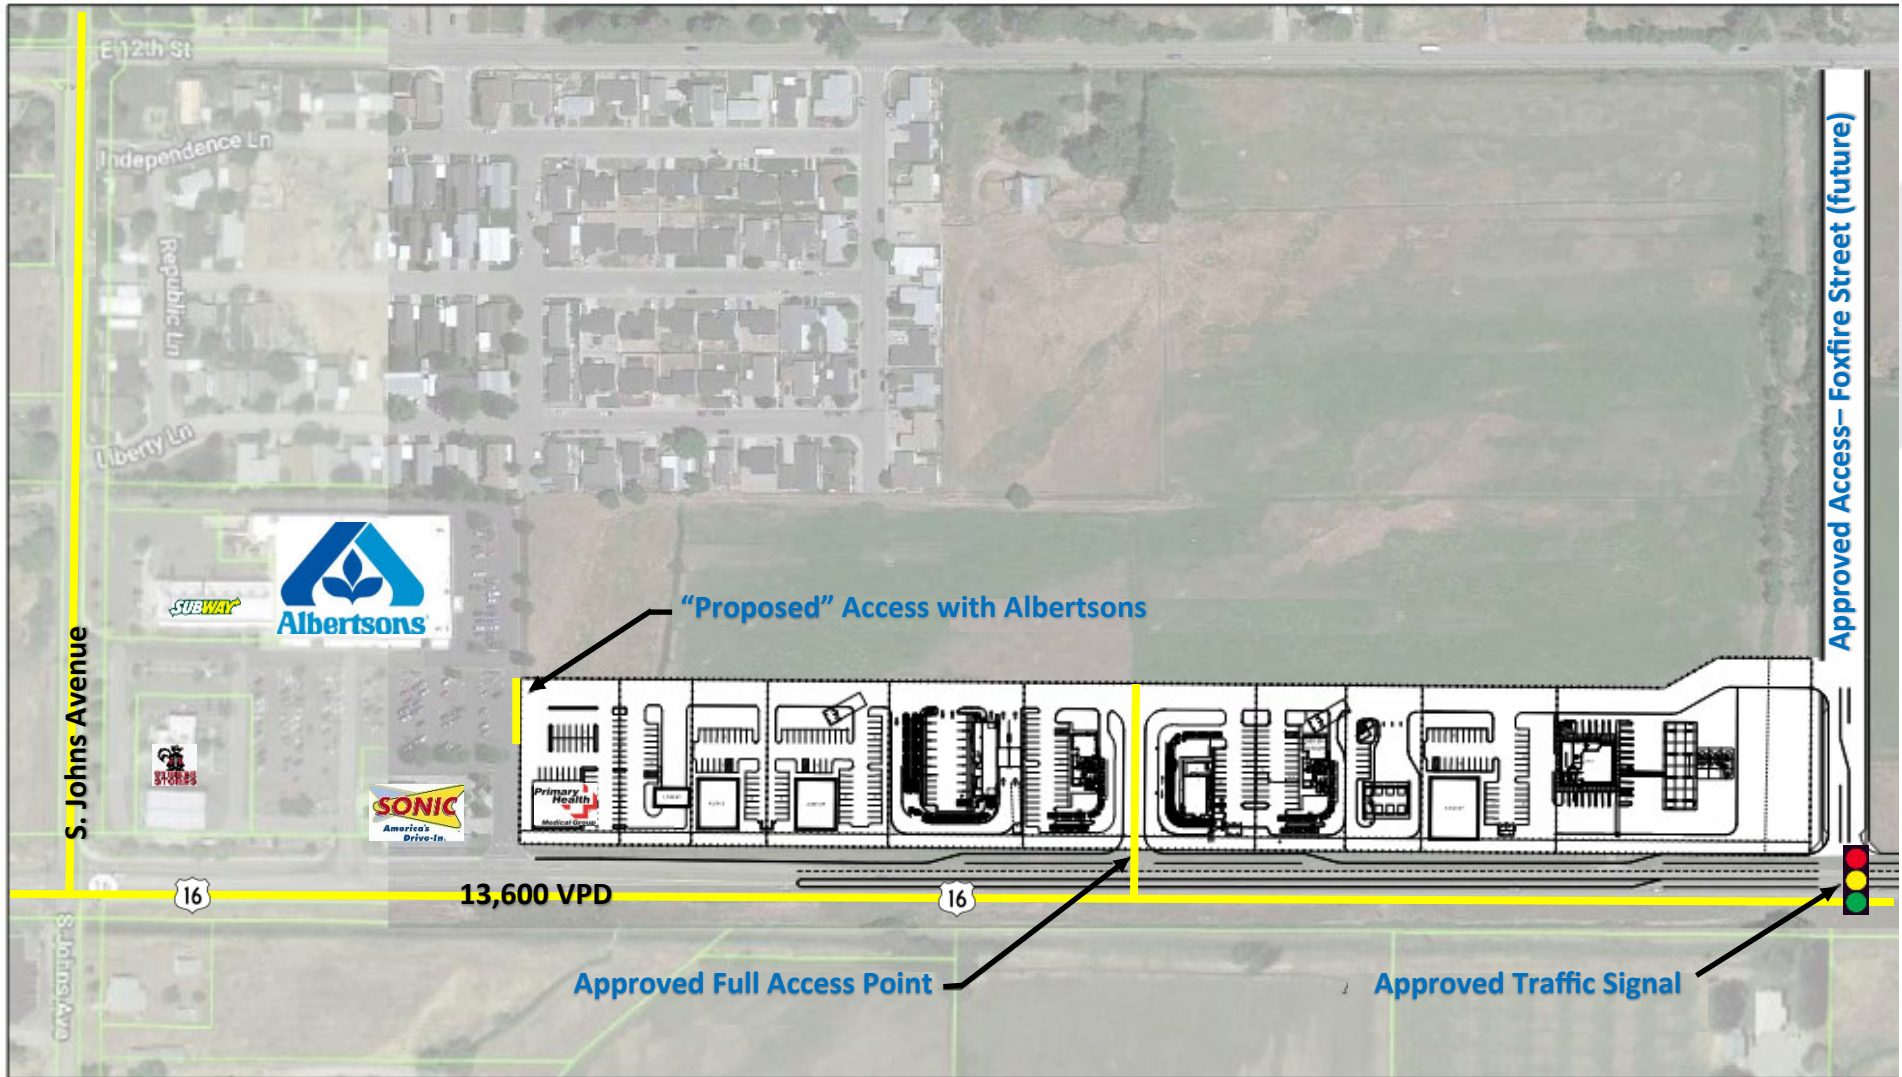 E 12th St
Independence Ln
Republic Ln
Liberty Ln
Approved Access– Foxfire Street (future)
S. Johns Avenue
SUBWAY
Albertsons
“Proposed” Access with Albertsons
STINKER
STORES
SONIC
America's
Drive-In.
Primary
Health
Medical Group
16
13,600 VPD
16
S Johns Ave
Approved Full Access Point
Approved Traffic Signal